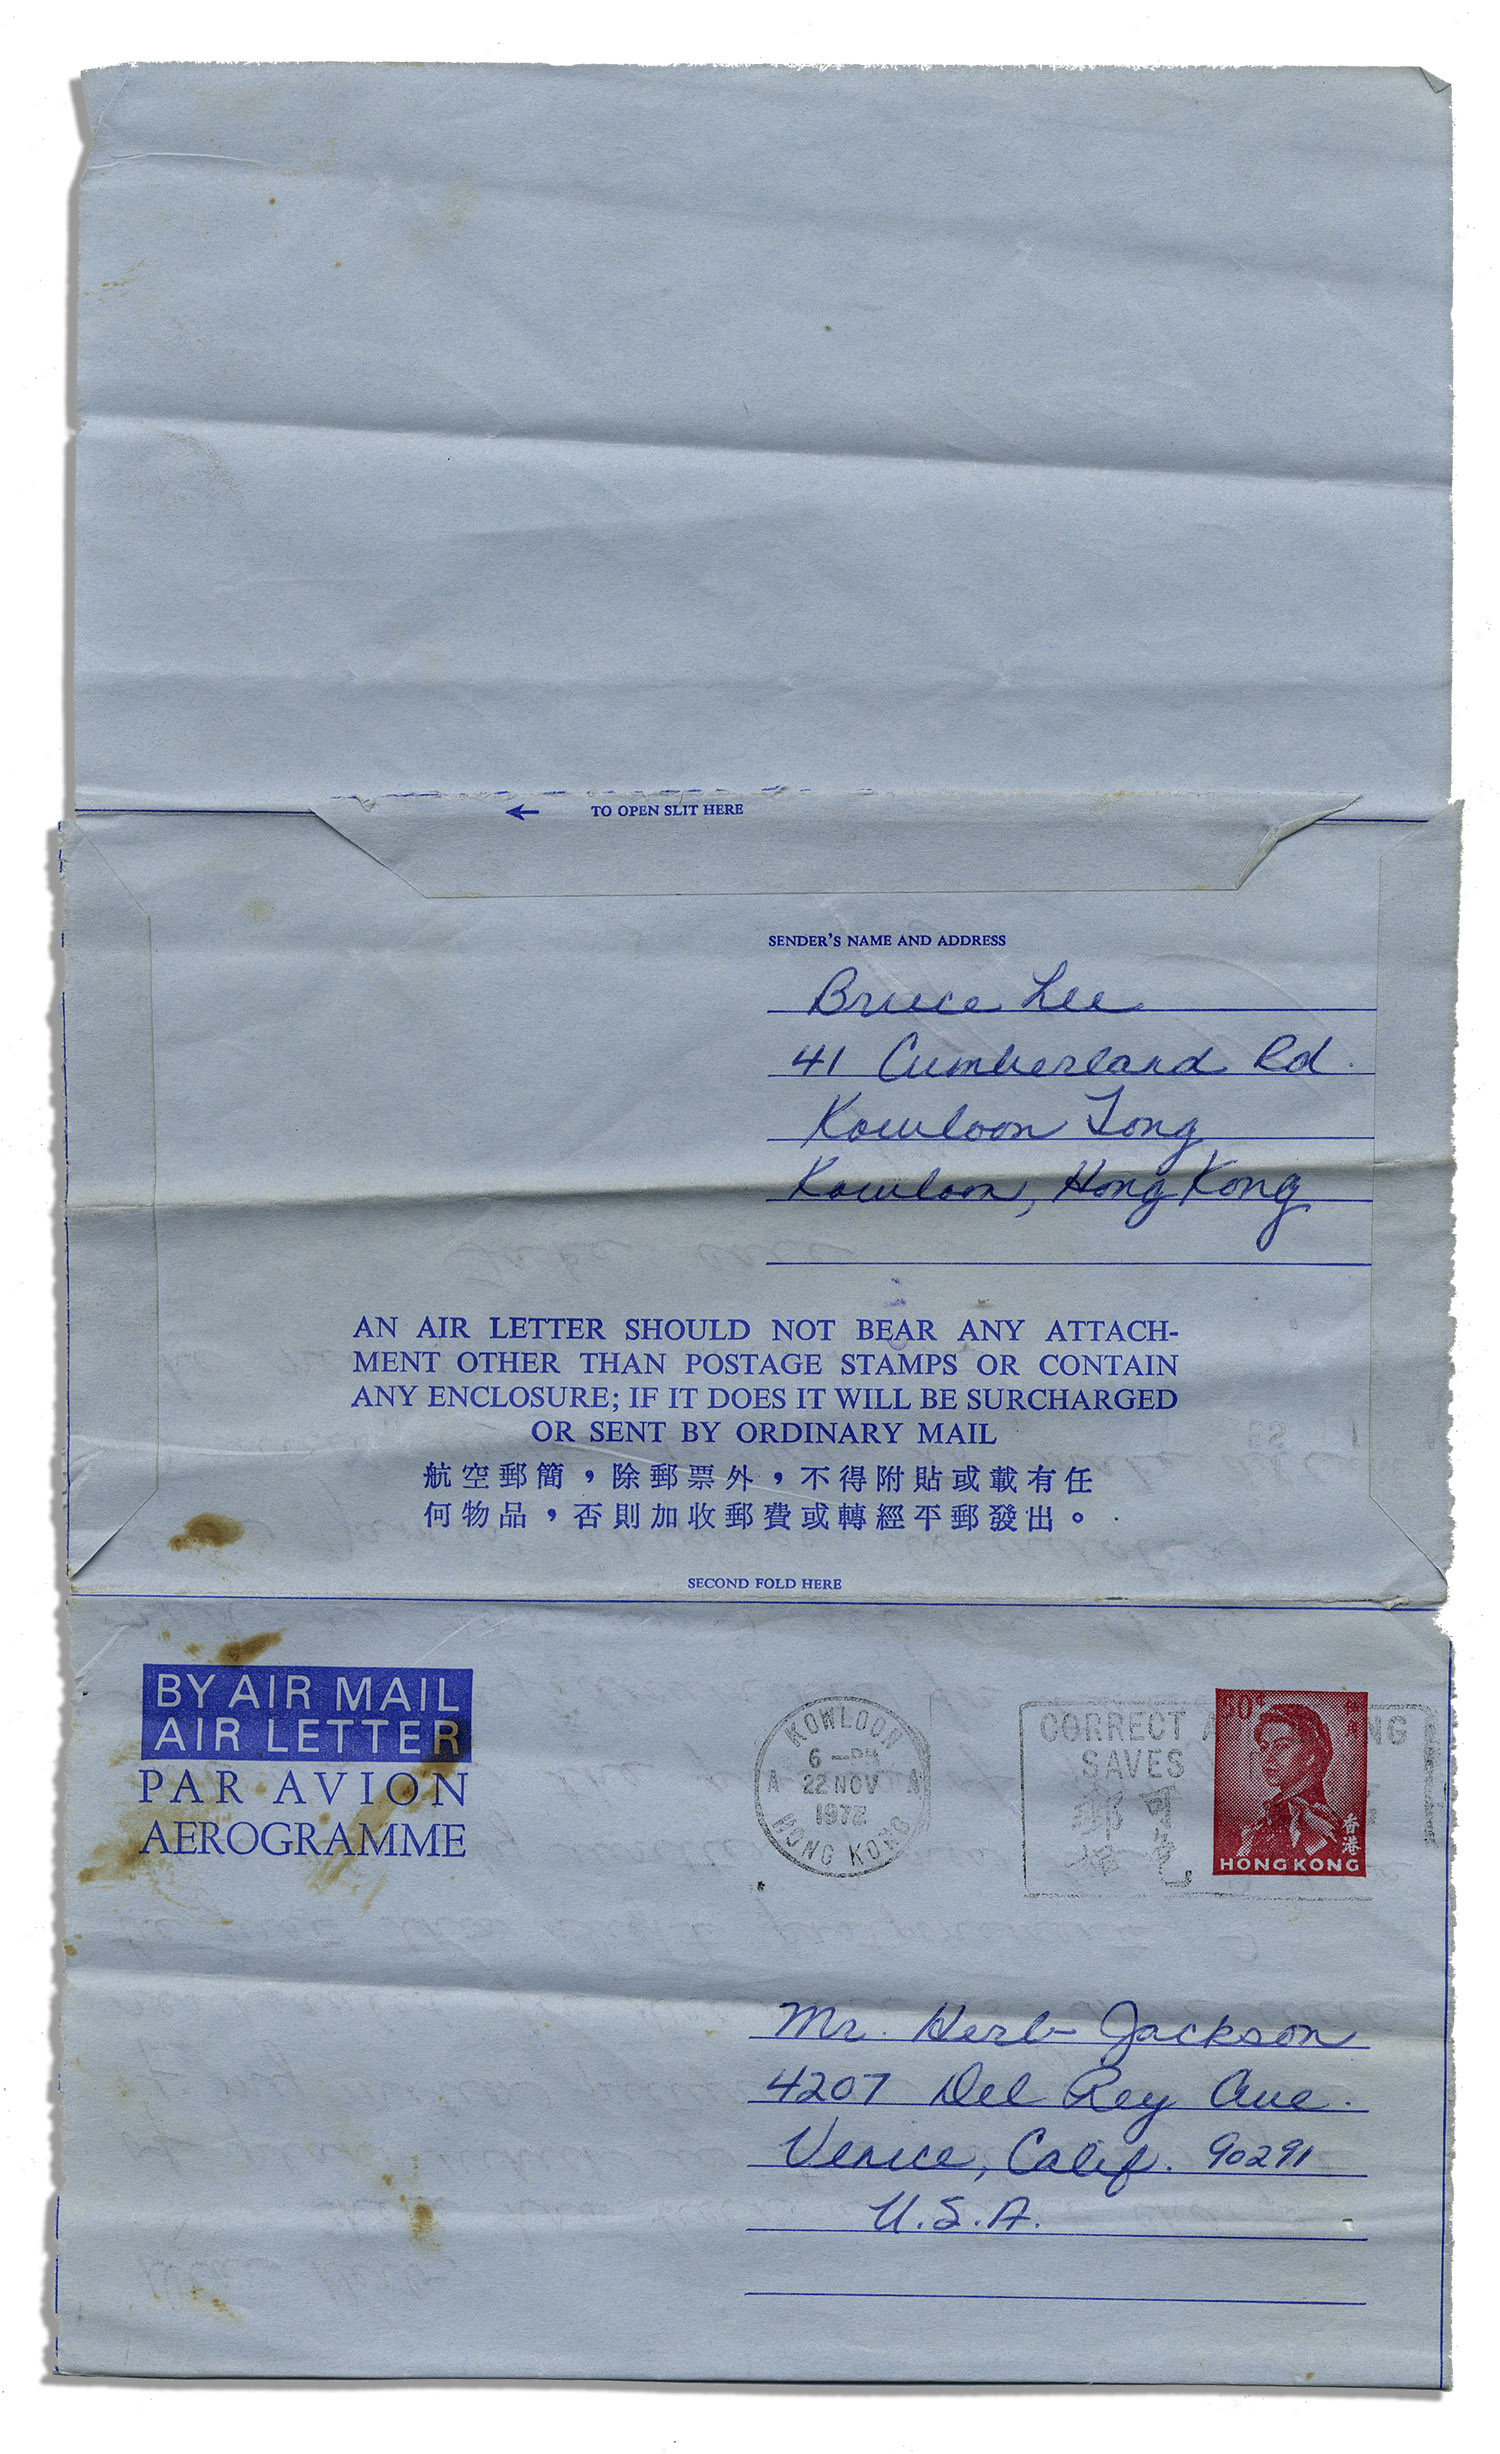 TO OPEN SLIT HERE
SENDER'S NAME AND ADDRESS
Bruce Lee
41 Cumberland Rd.
Kowloon Tong
Kowloon, Hong Kong
AN AIR LETTER SHOULD NOT BEAR ANY ATTACH-
MENT OTHER THAN POSTAGE STAMPS OR CONTAIN
ANY ENCLOSURE; IF IT DOES IT WILL BE SURCHARGED
OR SENT BY ORDINARY MAIL
航空郵簡，除郵票外，不得附貼或載有任
何物品，否則加收郵費或轉經平郵發出。
SECOND FOLD HERE
BY AIR MAIL
AIR LETTER
PAR AVION
AEROGRAMME
KOWLOON
6 -PM
A 22 NOV A
1972
HONG KONG
CORRECT
SAVES
50¢
香港
HONG KONG
Mr. Herb Jackson
4207 Del Rey Ave.
Venice, Calif. 90291
U.S.A.